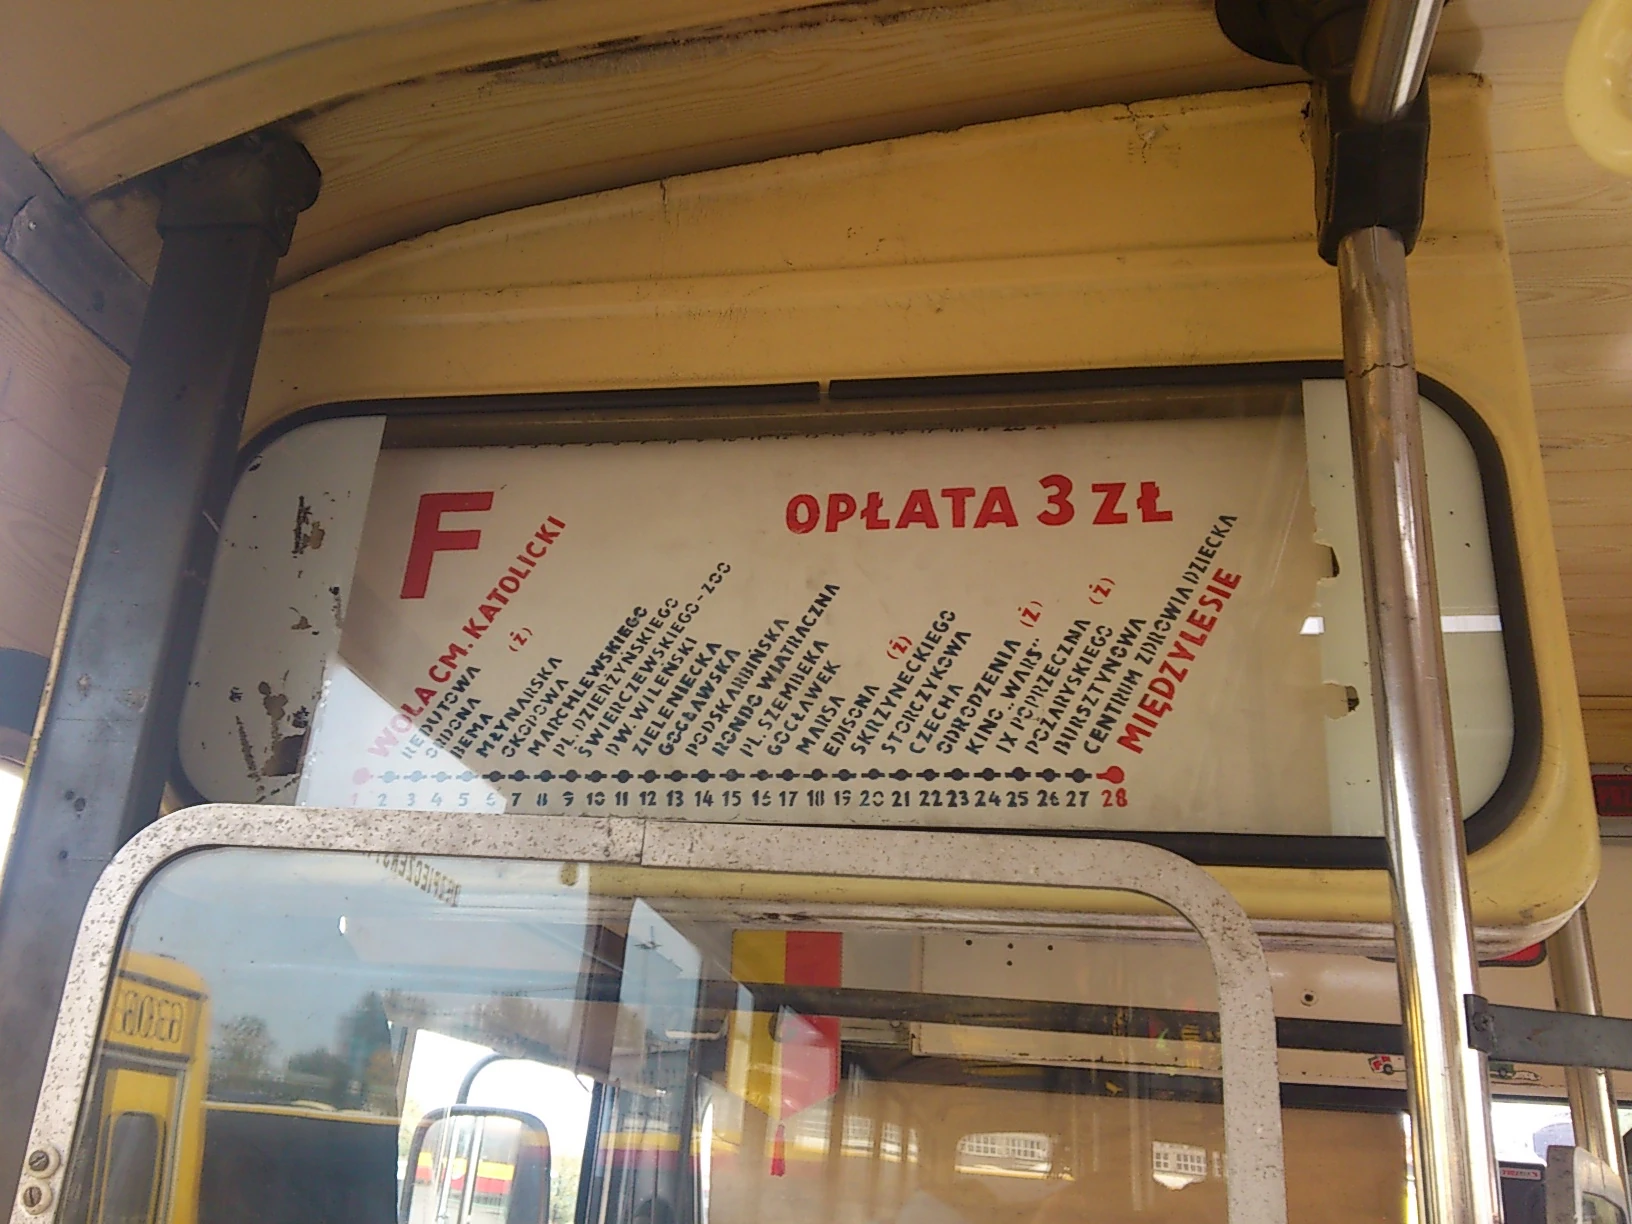 F
OPŁATA 3 ZŁ
WOLA CM. KATOLICKI
REDUTOWA
ORDONA (Ż)
BEMA
MŁYNARSKA
OKOPOWA
MARCHLEWSKIEGO
PL. DZIERŻYŃSKIEGO
ŚWIERCZEWSKIEGO-ZOO
DW. WILEŃSKI
ZIELENIECKA
GOCŁAWSKA
PODSKARBIŃSKA
RONDO WIATRACZNA
PL. SZEMBEKA
GOCŁAWEK
MARSA
EDISONA (Ż)
SKRZYNECKIEGO
STORCZYKOWA
CZECHA
ODRODZENIA (Ż)
KINO „WARS"
IX POPRZECZNA (Ż)
POŻARYSKIEGO
BURSZTYNOWA
CENTRUM ZDROWIA DZIECKA
MIĘDZYLESIE
1 2 3 4 5 6 7 8 9 10 11 12 13 14 15 16 17 18 19 20 21 22 23 24 25 26 27 28